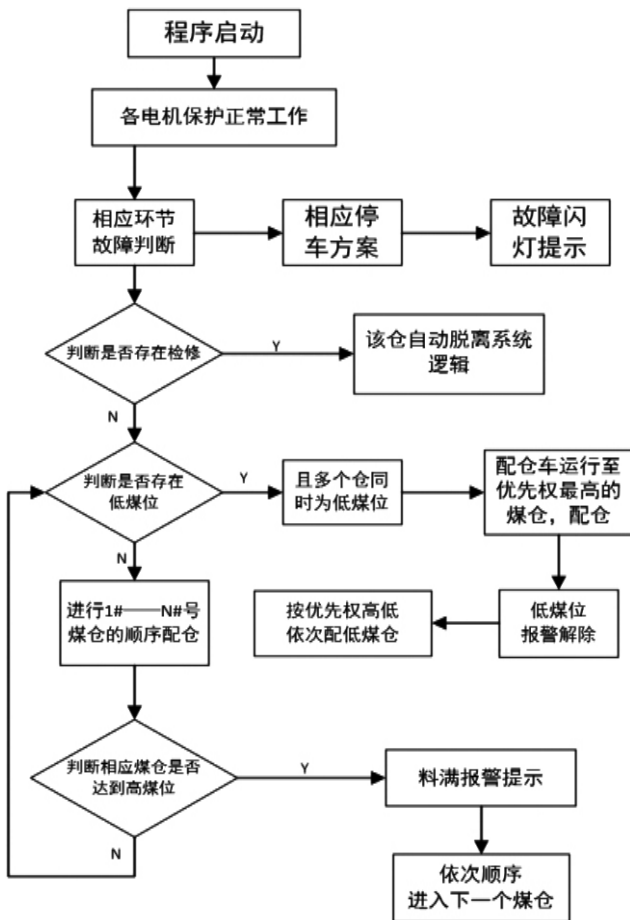 程序启动
各电机保护正常工作
相应环节
故障判断
相应停
车方案
故障闪
灯提示
判断是否存在检修
Y
该仓自动脱离系统
逻辑
N
判断是否存在
低煤位
Y
且多个仓同
时为低煤位
配仓车运行至
优先权最高的
煤仓，配仓
N
进行1#——N#号
煤仓的顺序配仓
按优先权高低
依次配低煤仓
低煤位
报警解除
判断相应煤仓是否
达到高煤位
Y
料满报警提示
N
依次顺序
进入下一个煤仓